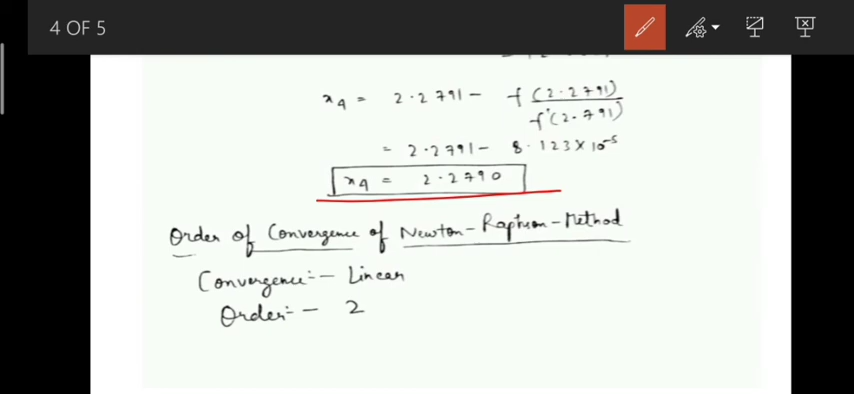 4 OF 5
x4 = 2.2791 - f(2.2791) / f'(2.791)
= 2.2791 - 8.123 × 10^-5
x4 = 2.2790
Order of Convergence of Newton-Raphson-Method
Convergence:- Linear
Order:- 2